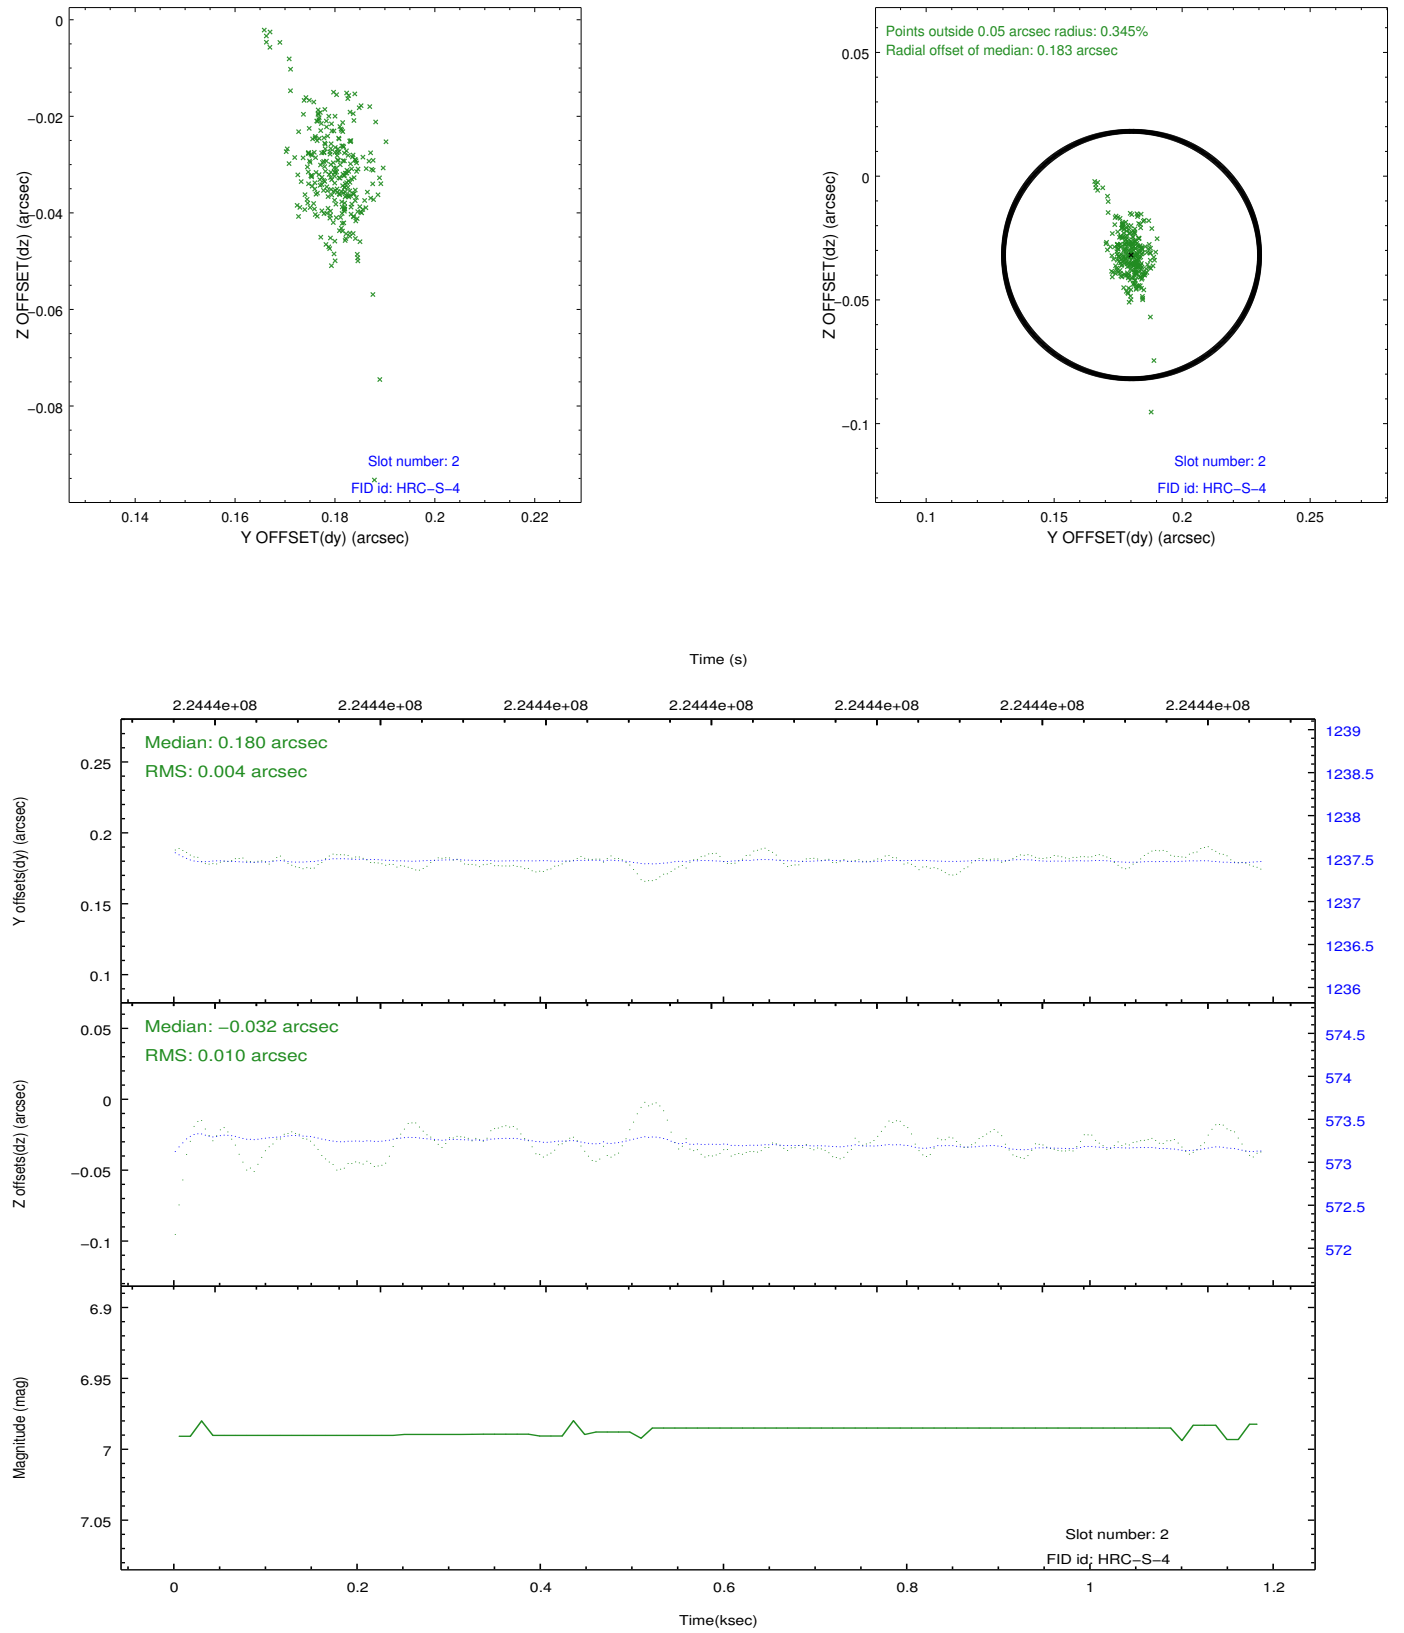 0
−0.02
−0.04
−0.06
−0.08
Z OFFSET(dz) (arcsec)
Slot number: 2
FID id: HRC−S−4
0.14 0.16 0.18 0.2 0.22
Y OFFSET(dy) (arcsec)
Points outside 0.05 arcsec radius: 0.345%
Radial offset of median: 0.183 arcsec
0.05
0
−0.05
−0.1
Z OFFSET(dz) (arcsec)
Slot number: 2
FID id: HRC−S−4
0.1 0.15 0.2 0.25
Y OFFSET(dy) (arcsec)
Time (s)
2.2444e+08 2.2444e+08 2.2444e+08 2.2444e+08 2.2444e+08 2.2444e+08 2.2444e+08
Median: 0.180 arcsec
RMS: 0.004 arcsec
0.25
0.2
0.15
0.1
Y offsets(dy) (arcsec)
1239
1238.5
1238
1237.5
1237
1236.5
1236
Median: −0.032 arcsec
RMS: 0.010 arcsec
0.05
0
−0.05
−0.1
Z offsets(dz) (arcsec)
574.5
574
573.5
573
572.5
572
6.9
6.95
7
7.05
Magnitude (mag)
Slot number: 2
FID id: HRC−S−4
0 0.2 0.4 0.6 0.8 1 1.2
Time(ksec)